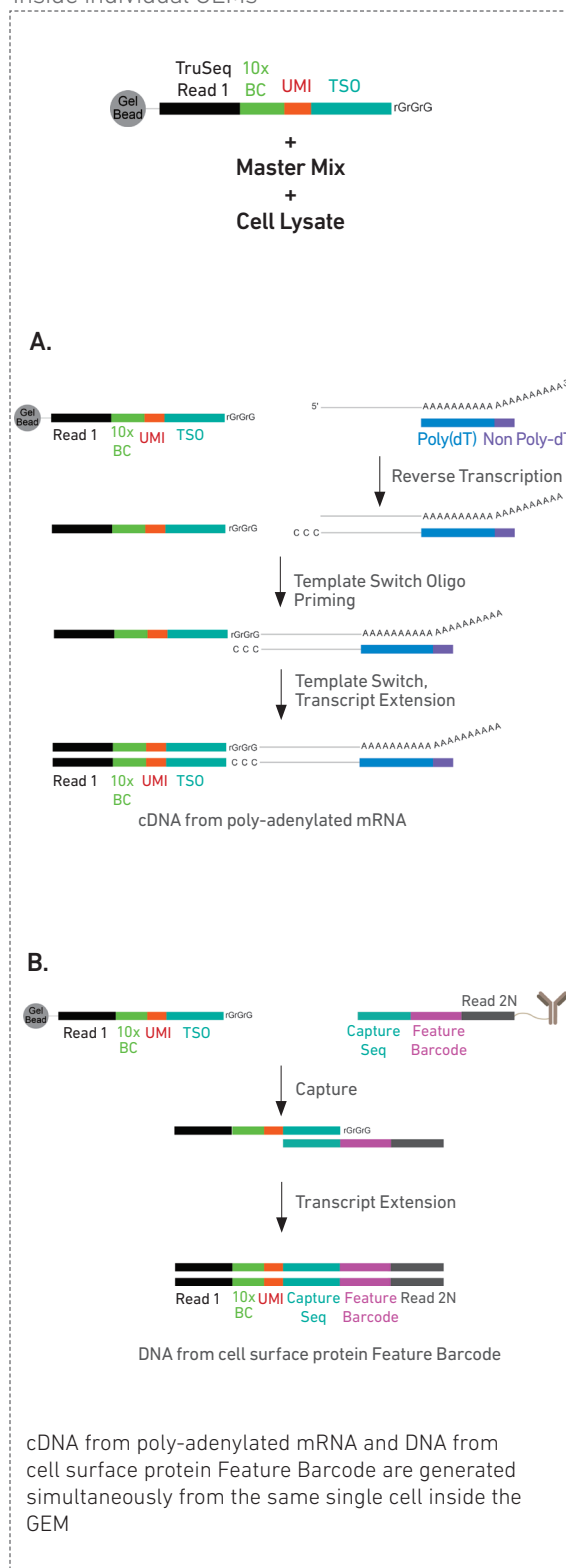 Inside Individual GEMs
TruSeq 10x
Read 1 BC UMI TSO
Gel
Bead
rGrGrG
+
Master Mix
+
Cell Lysate
A.
Gel
Bead
rGrGrG
Read 1 10x UMI TSO
BC
5' AAAAAAAAAA AAAAAAAAAA 3'
Poly(dT) Non Poly-dT
Reverse Transcription
rGrGrG
AAAAAAAAAA AAAAAAAAAA
C C C
Template Switch Oligo
Priming
rGrGrG AAAAAAAAAA AAAAAAAAAA
C C C
Template Switch,
Transcript Extension
rGrGrG AAAAAAAAAA AAAAAAAAAA
C C C
Read 1 10x UMI TSO
BC
cDNA from poly-adenylated mRNA
B.
Gel
Bead
rGrGrG
Read 1 10x UMI TSO
BC
Read 2N
Capture Feature
Seq Barcode
Capture
rGrGrG
Transcript Extension
Read 1 10x UMI Capture Feature Read 2N
BC Seq Barcode
DNA from cell surface protein Feature Barcode
cDNA from poly-adenylated mRNA and DNA from
cell surface protein Feature Barcode are generated
simultaneously from the same single cell inside the
GEM